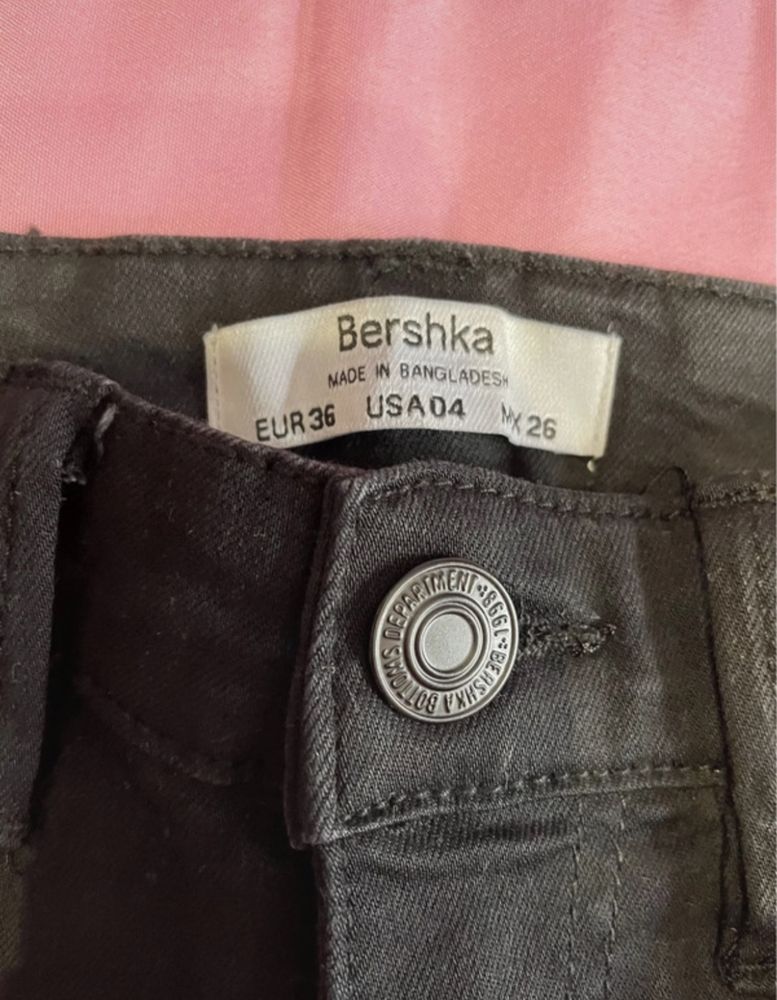 Bershka
MADE IN BANGLADESH
EUR 36 USA 04 MX 26
BERSHKA BOTTOMS DEPARTMENT 1998